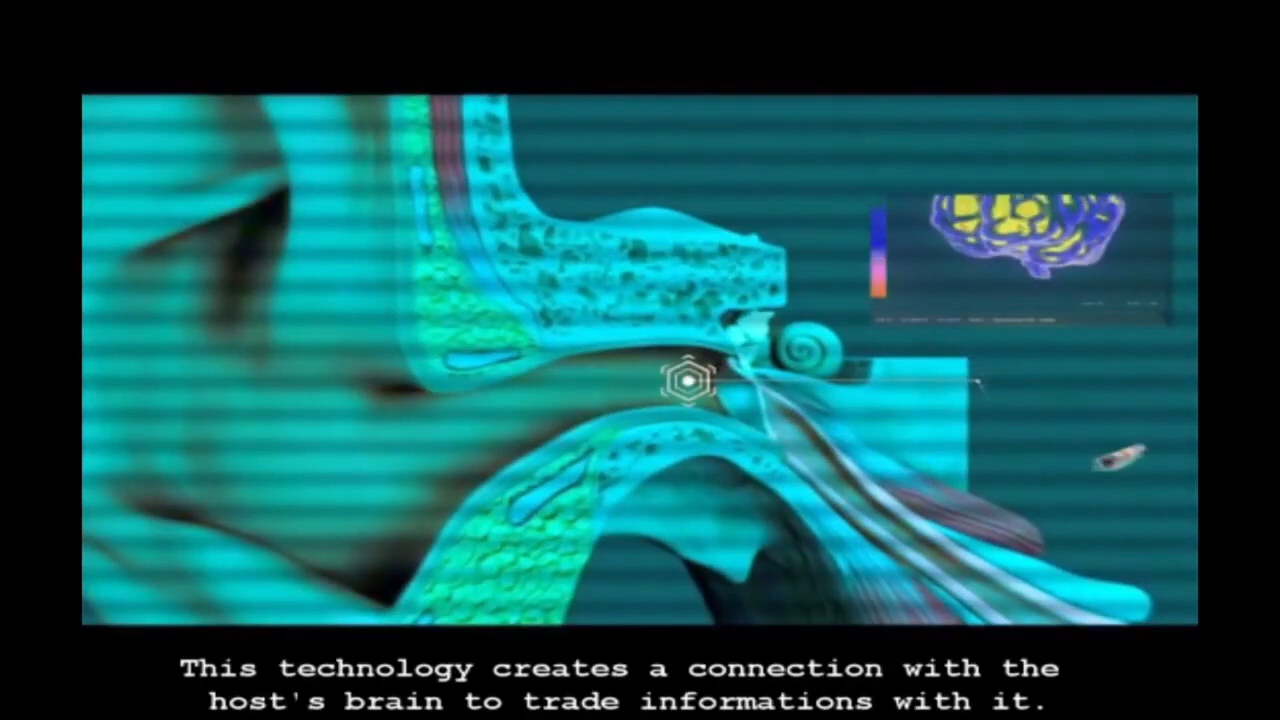 This technology creates a connection with the
host's brain to trade informations with it.